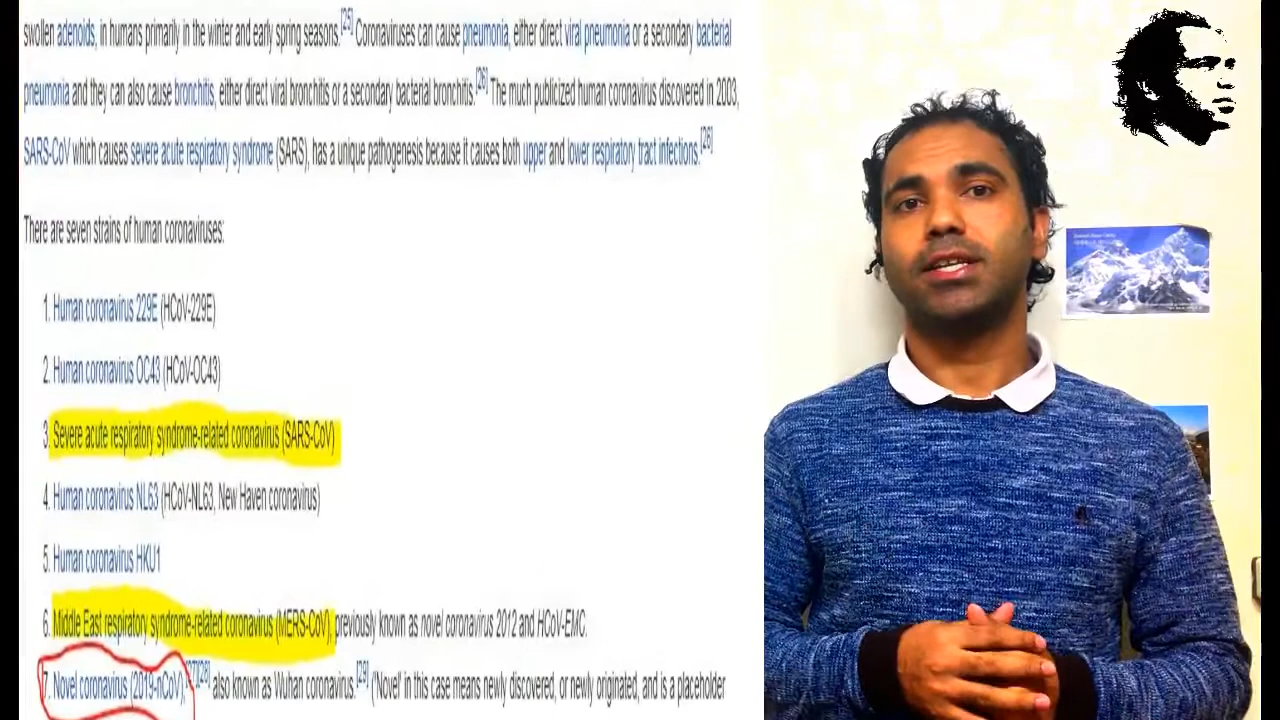 swollen adenoids, in humans primarily in the winter and early spring seasons.[25] Coronaviruses can cause pneumonia, either direct viral pneumonia or a secondary bacterial
pneumonia and they can also cause bronchitis, either direct viral bronchitis or a secondary bacterial bronchitis.[26] The much publicized human coronavirus discovered in 2003,
SARS-CoV which causes severe acute respiratory syndrome (SARS), has a unique pathogenesis because it causes both upper and lower respiratory tract infections.[26]
There are seven strains of human coronaviruses:
1. Human coronavirus 229E (HCoV-229E)
2. Human coronavirus OC43 (HCoV-OC43)
3. Severe acute respiratory syndrome-related coronavirus (SARS-CoV)
4. Human coronavirus NL63 (HCoV-NL63, New Haven coronavirus)
5. Human coronavirus HKU1
6. Middle East respiratory syndrome-related coronavirus (MERS-CoV), previously known as novel coronavirus 2012 and HCoV-EMC.
7. Novel coronavirus (2019-nCoV),[27][28] also known as Wuhan coronavirus.[29] ('Novel' in this case means newly discovered, or newly originated, and is a placeholder